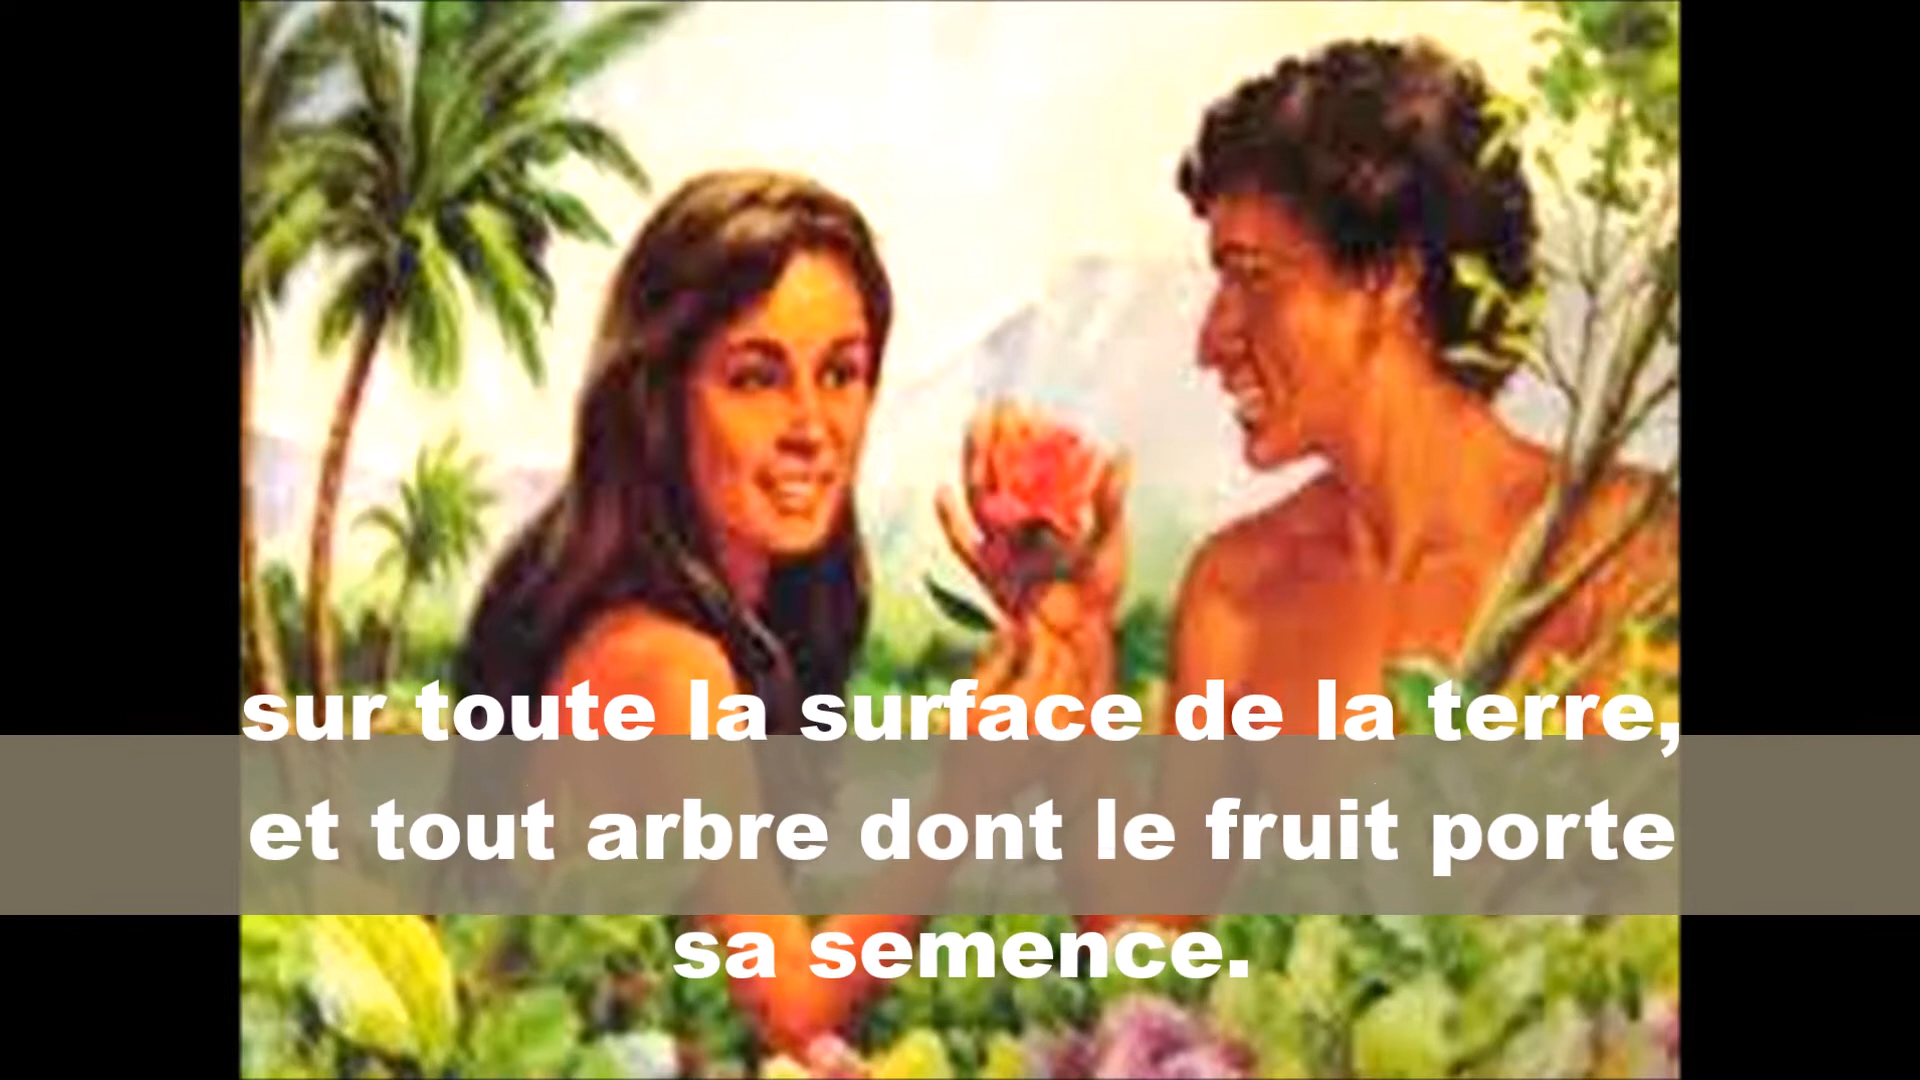 sur toute la surface de la terre,
et tout arbre dont le fruit porte
sa semence.